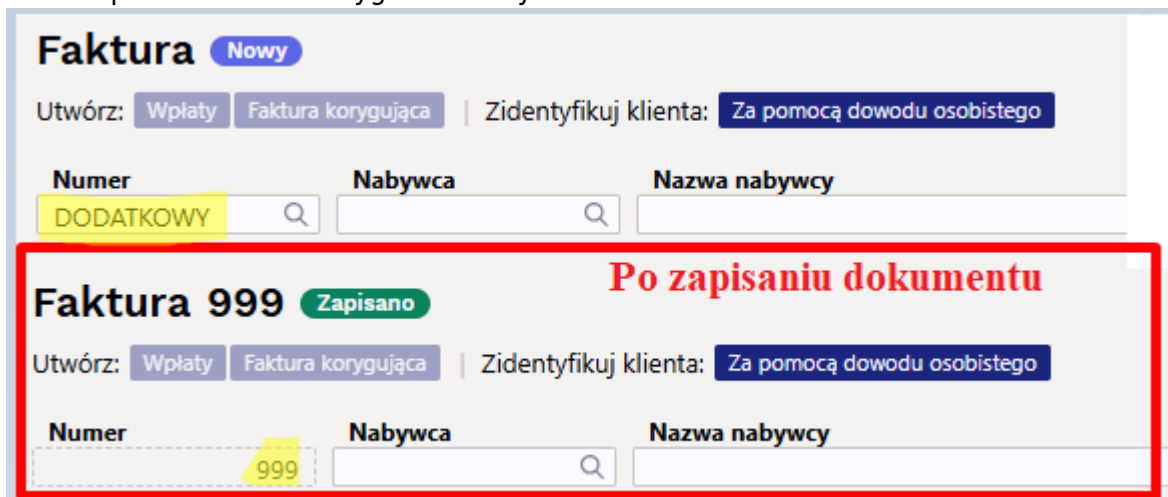 Faktura Nowy
Utwórz: Wpłaty Faktura korygująca | Zidentyfikuj klienta: Za pomocą dowodu osobistego
Numer Nabywca Nazwa nabywcy
DODATKOWY
Po zapisaniu dokumentu
Faktura 999 Zapisano
Utwórz: Wpłaty Faktura korygująca | Zidentyfikuj klienta: Za pomocą dowodu osobistego
Numer Nabywca Nazwa nabywcy
999